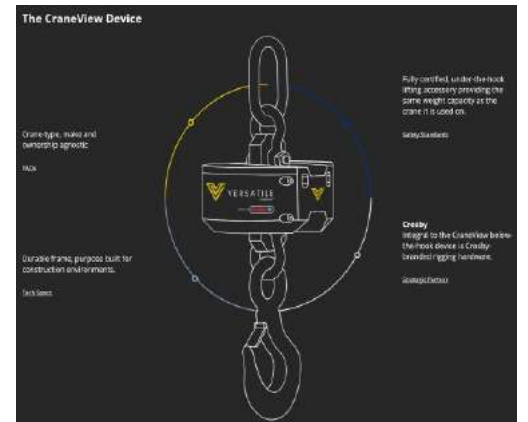 The CraneView Device
Crane-type, make and
ownership agnostic
FAQs
Durable frame, purpose built for
construction environments.
Tech Specs
VERSATILE
Fully certified, under-the-hook
lifting accessory providing the
same weight capacity as the
crane it is used on.
Safety Standards
Crosby
Integral to the CraneView below-
the-hook device is Crosby-
branded rigging hardware.
Strategic Partner